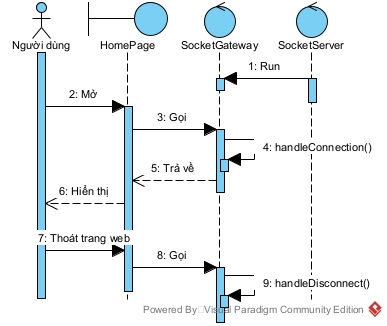 Người dùng
HomePage
SocketGateway
SocketServer
1: Run
2: Mở
3: Gọi
4: handleConnection()
5: Trả về
6: Hiển thị
7: Thoát trang web
8: Gọi
9: handleDisconnect()
Powered By Visual Paradigm Community Edition